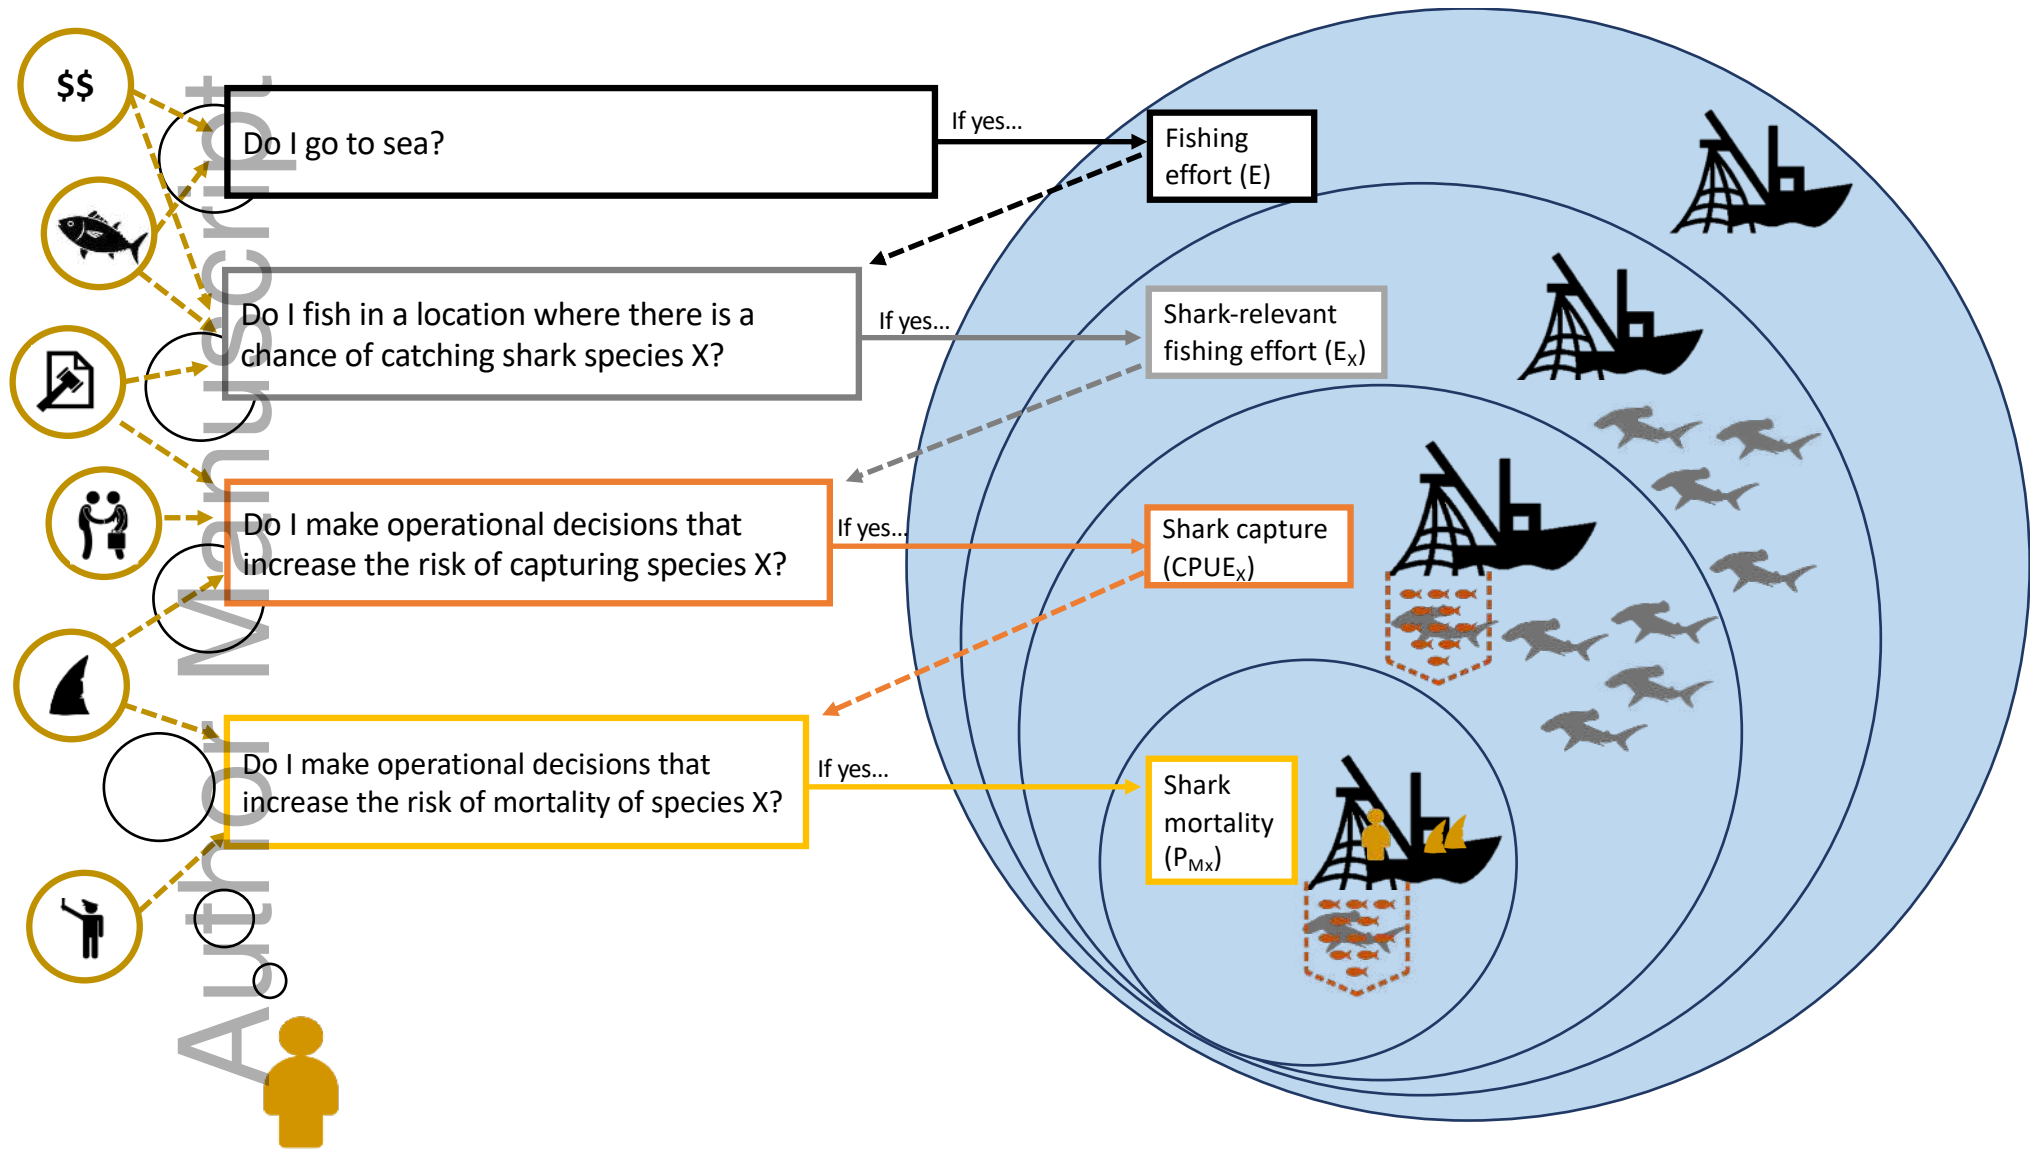 $$
Do I go to sea?
If yes...
Fishing
effort (E)
Do I fish in a location where there is a
chance of catching shark species X?
If yes...
Shark-relevant
fishing effort (Eₓ)
Do I make operational decisions that
increase the risk of capturing species X?
If yes...
Shark capture
(CPUEₓ)
Do I make operational decisions that
increase the risk of mortality of species X?
If yes...
Shark
mortality
(P_Mx)
Author Manuscript